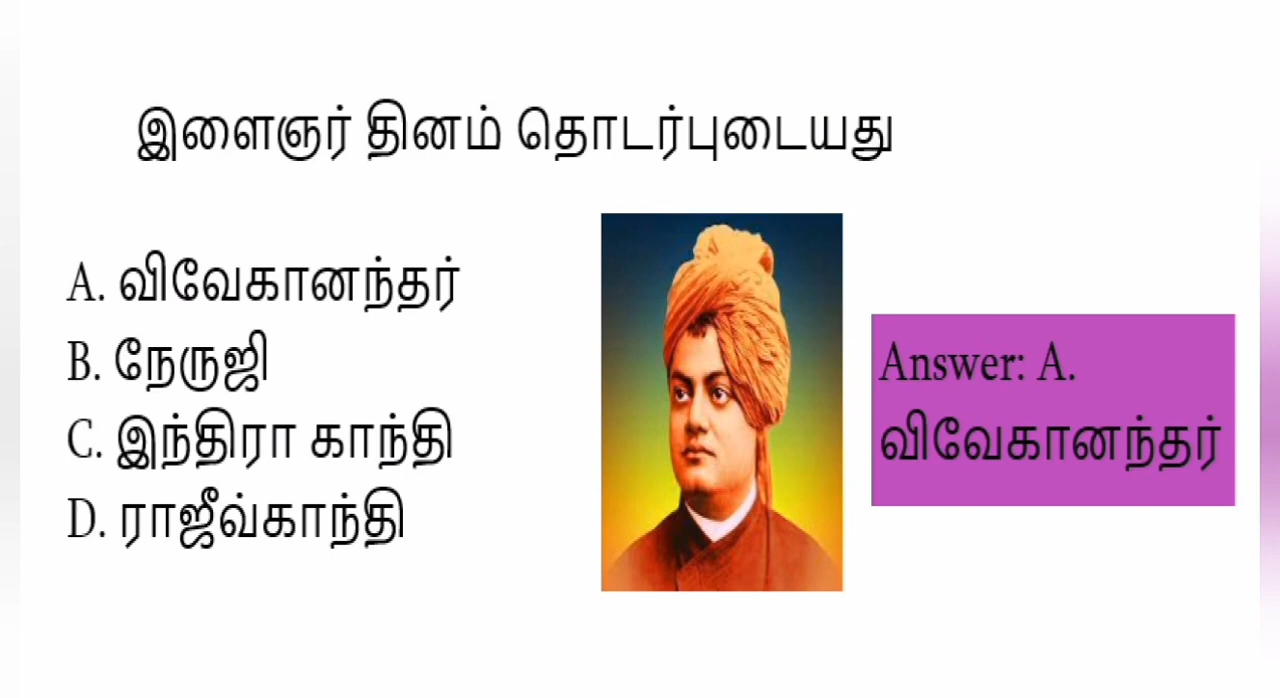 இளைஞர் தினம் தொடர்புடையது
A. விவேகானந்தர்
B. நேருஜி
C. இந்திரா காந்தி
D. ராஜீவ்காந்தி
Answer: A.
விவேகானந்தர்